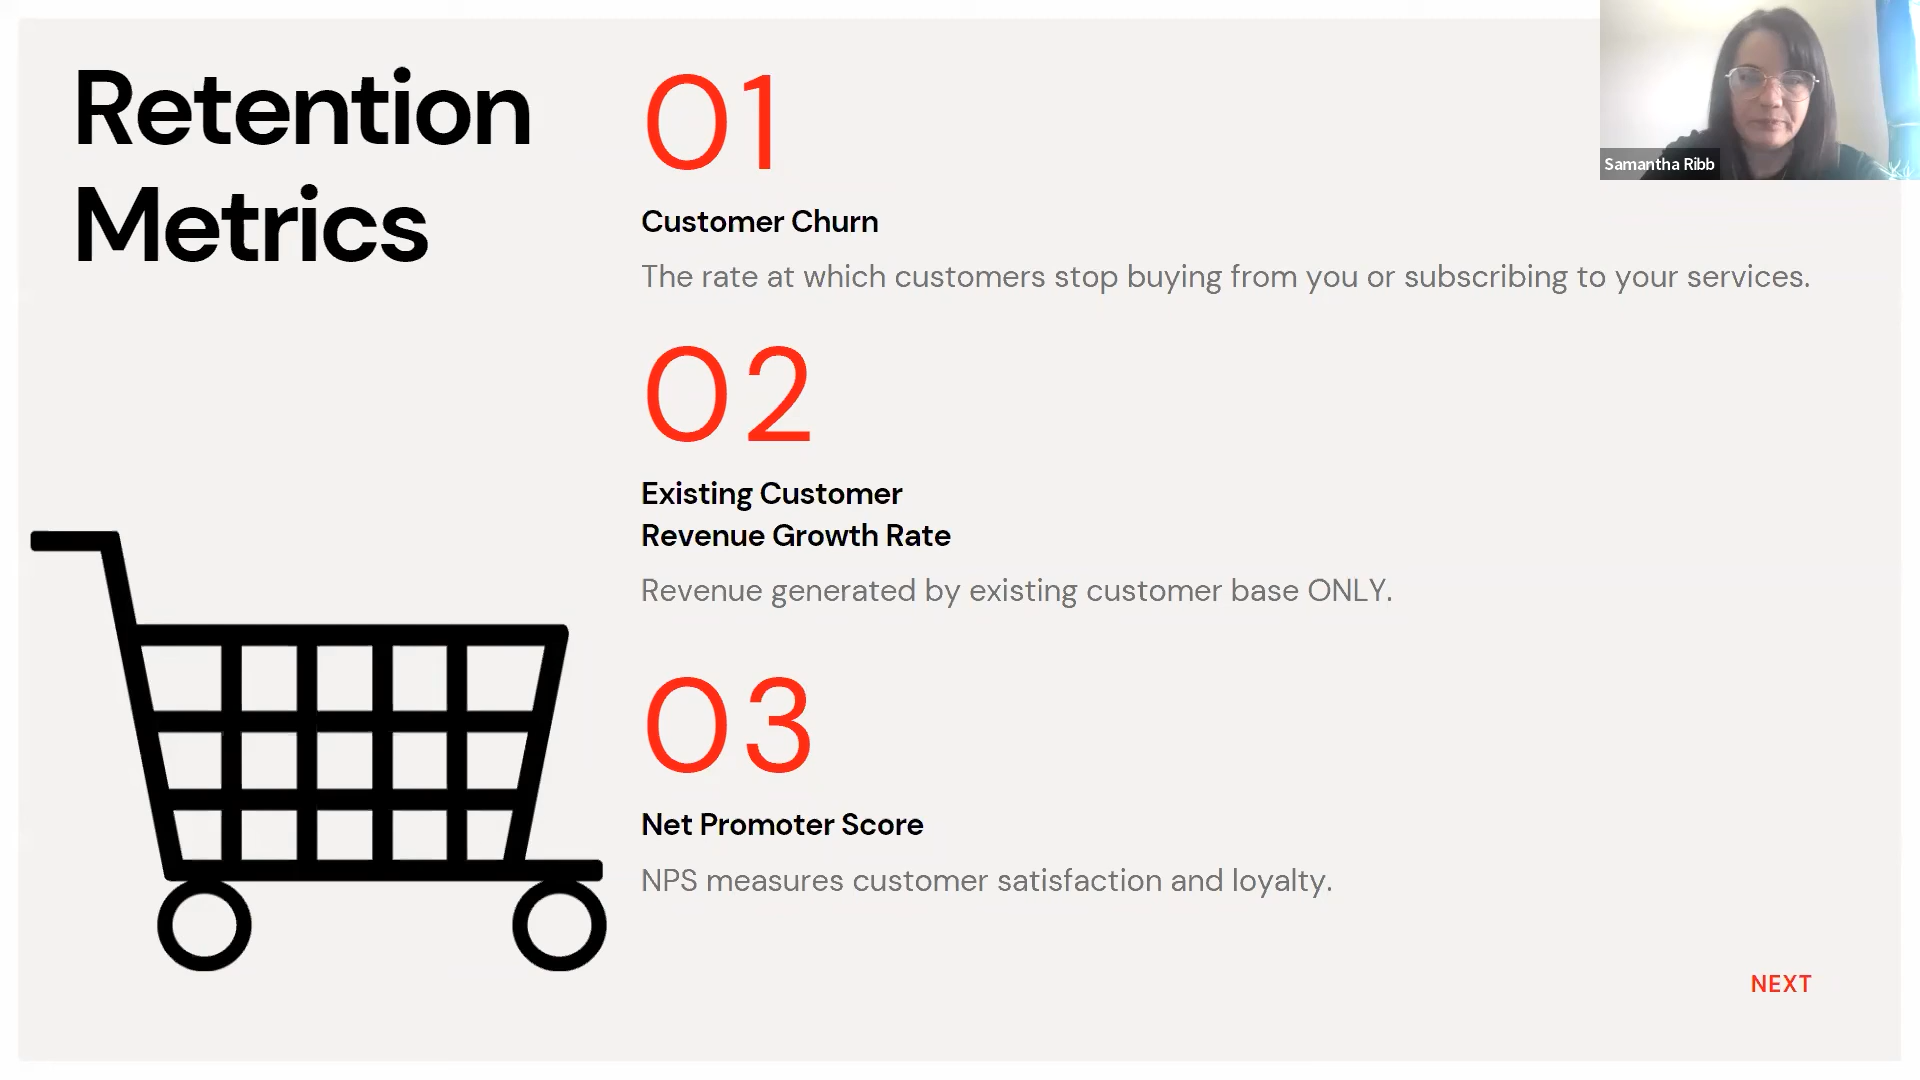 Retention
Metrics
01
Customer Churn
The rate at which customers stop buying from you or subscribing to your services.
02
Existing Customer
Revenue Growth Rate
Revenue generated by existing customer base ONLY.
03
Net Promoter Score
NPS measures customer satisfaction and loyalty.
NEXT
Samantha Ribb